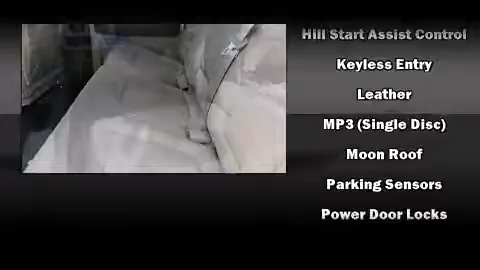 Hill Start Assist Control
Keyless Entry
Leather
MP3 (Single Disc)
Moon Roof
Parking Sensors
Power Door Locks